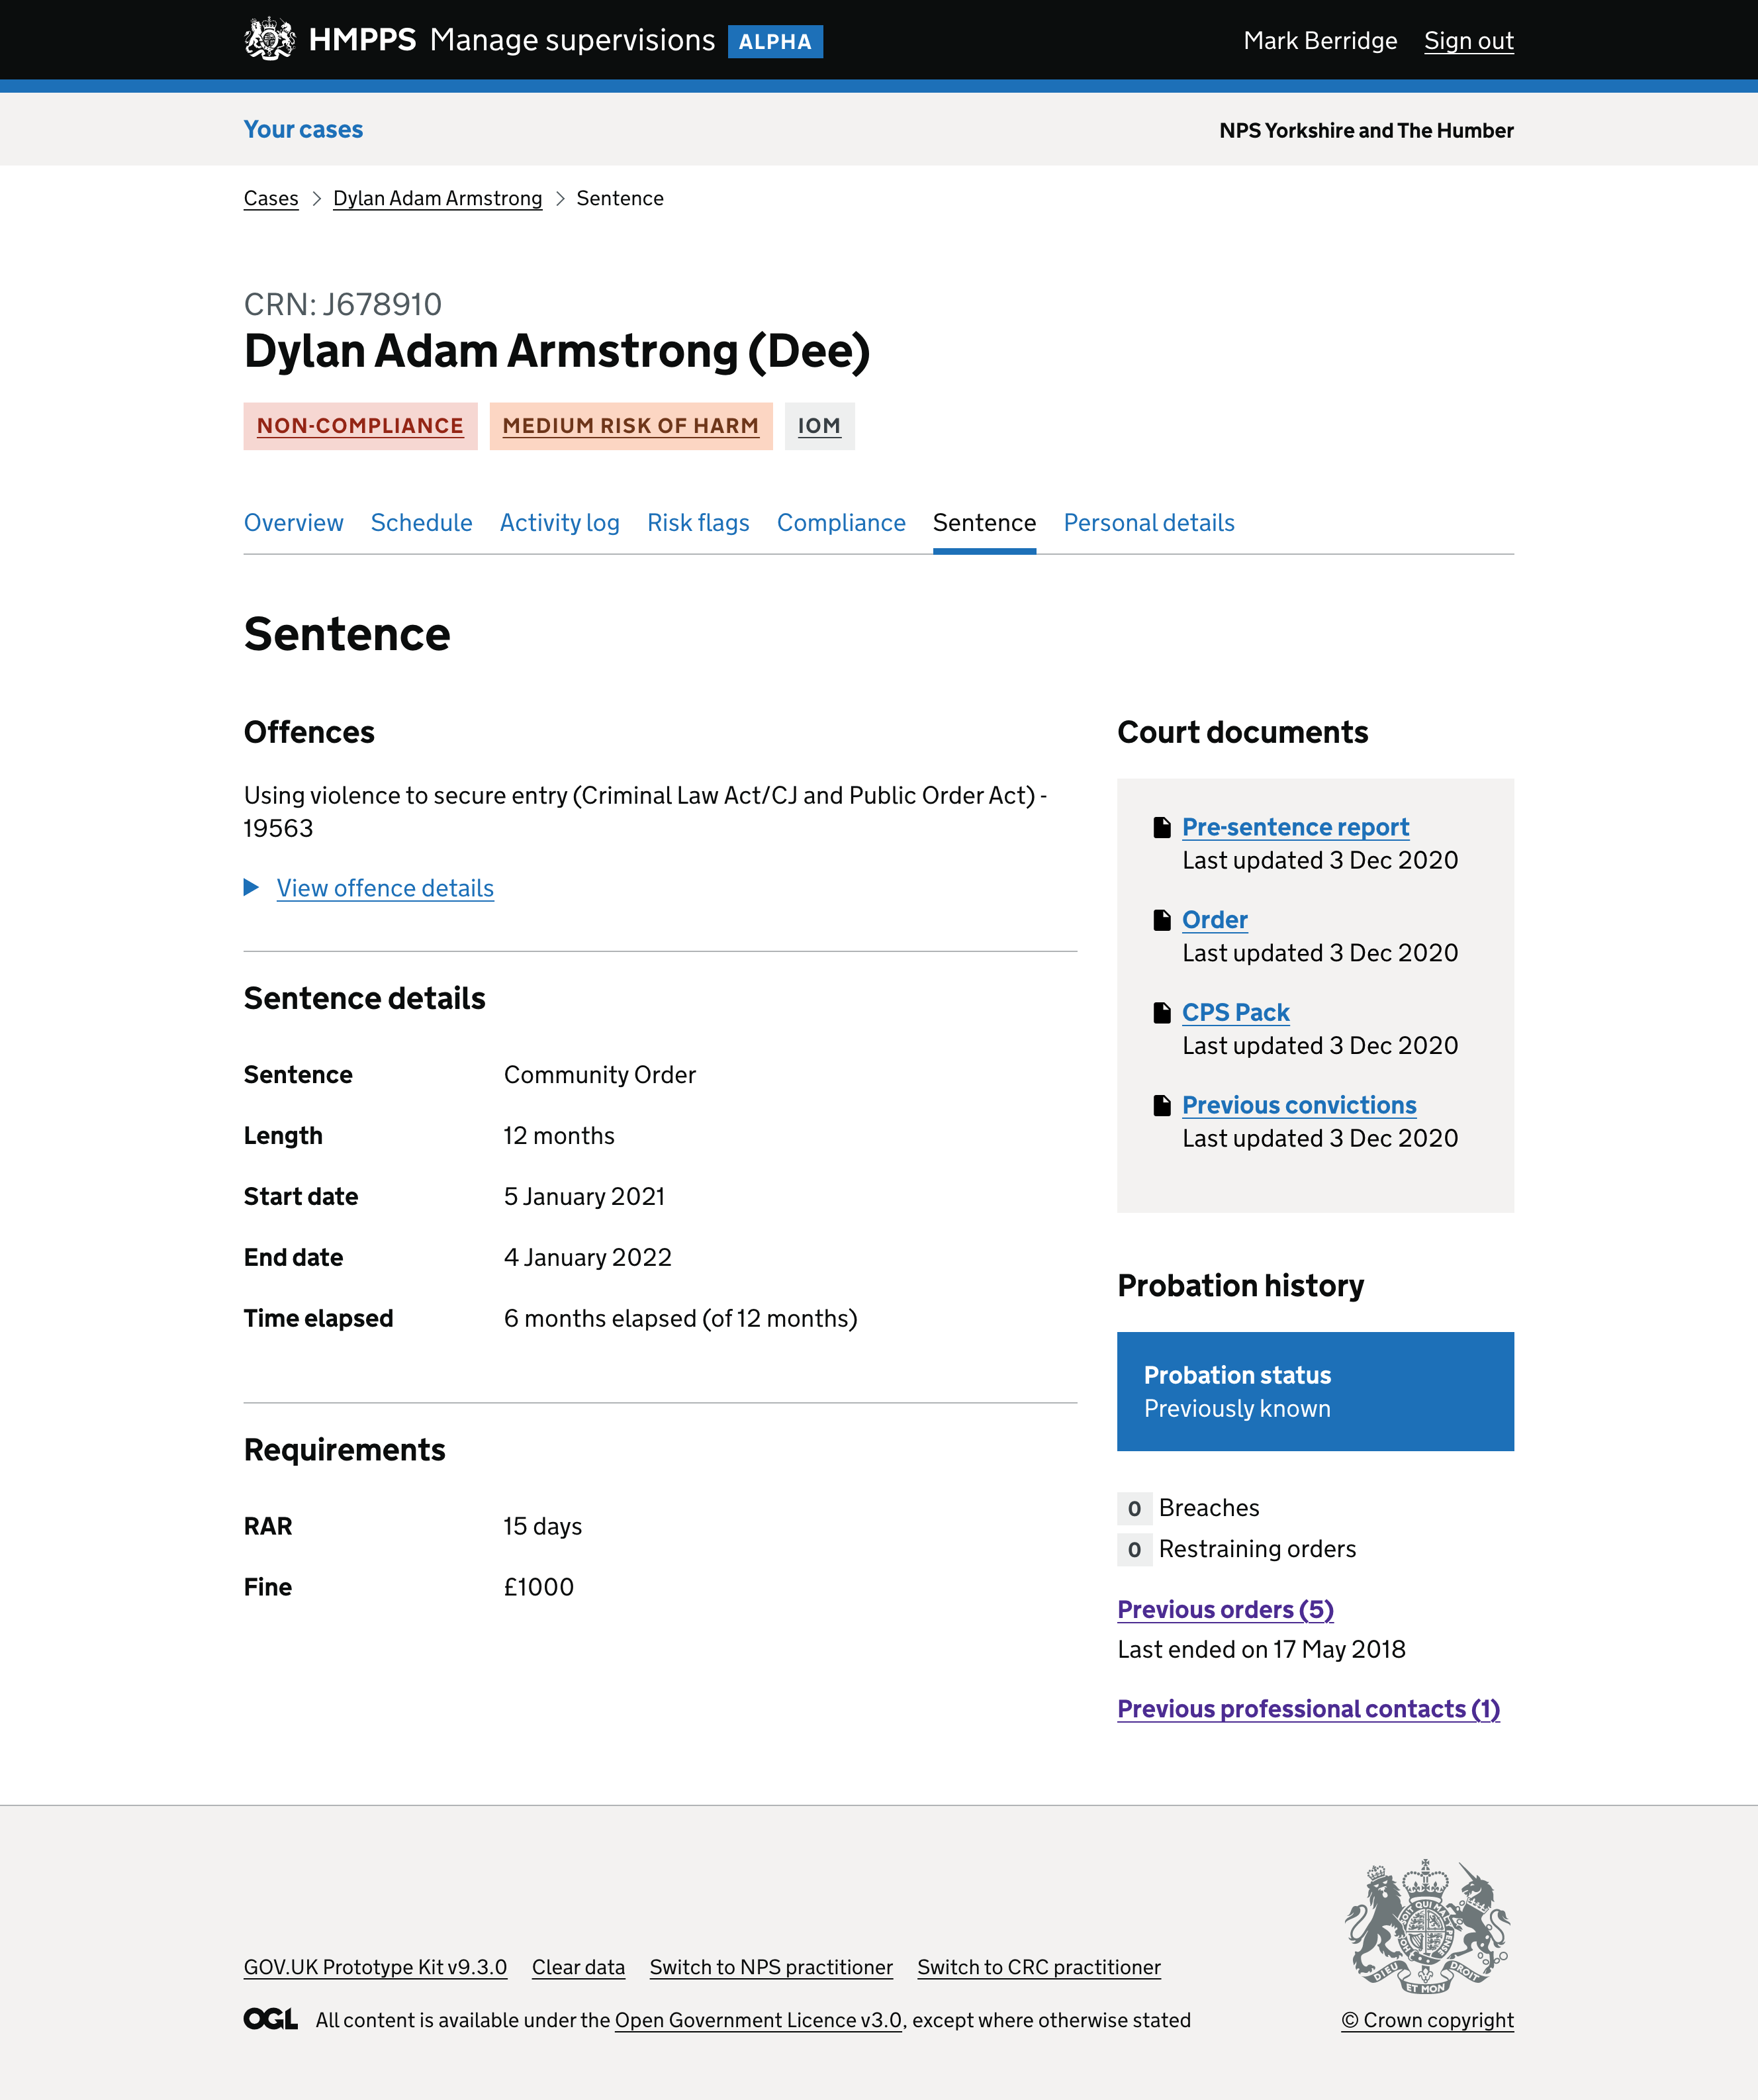 HMPPS Manage supervisions ALPHA
Mark Berridge Sign out
Your cases
NPS Yorkshire and The Humber
Cases > Dylan Adam Armstrong > Sentence
CRN: J678910
Dylan Adam Armstrong (Dee)
NON-COMPLIANCE MEDIUM RISK OF HARM IOM
Overview Schedule Activity log Risk flags Compliance Sentence Personal details
Sentence
Offences
Using violence to secure entry (Criminal Law Act/CJ and Public Order Act) -
19563
View offence details
Sentence details
Sentence Community Order
Length 12 months
Start date 5 January 2021
End date 4 January 2022
Time elapsed 6 months elapsed (of 12 months)
Requirements
RAR 15 days
Fine £1000
Court documents
Pre-sentence report
Last updated 3 Dec 2020
Order
Last updated 3 Dec 2020
CPS Pack
Last updated 3 Dec 2020
Previous convictions
Last updated 3 Dec 2020
Probation history
Probation status
Previously known
0 Breaches
0 Restraining orders
Previous orders (5)
Last ended on 17 May 2018
Previous professional contacts (1)
GOV.UK Prototype Kit v9.3.0 Clear data Switch to NPS practitioner Switch to CRC practitioner
OGL All content is available under the Open Government Licence v3.0, except where otherwise stated
DIEU ET MON DROIT
© Crown copyright